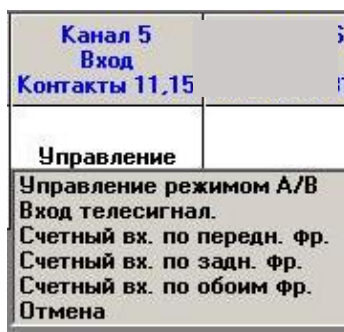 Канал 5
Вход
Контакты 11,15
Управление
Управление режимом А/В
Вход телесигнал.
Счетный вх. по передн. фр.
Счетный вх. по задн. фр.
Счетный вх. по обоим фр.
Отмена